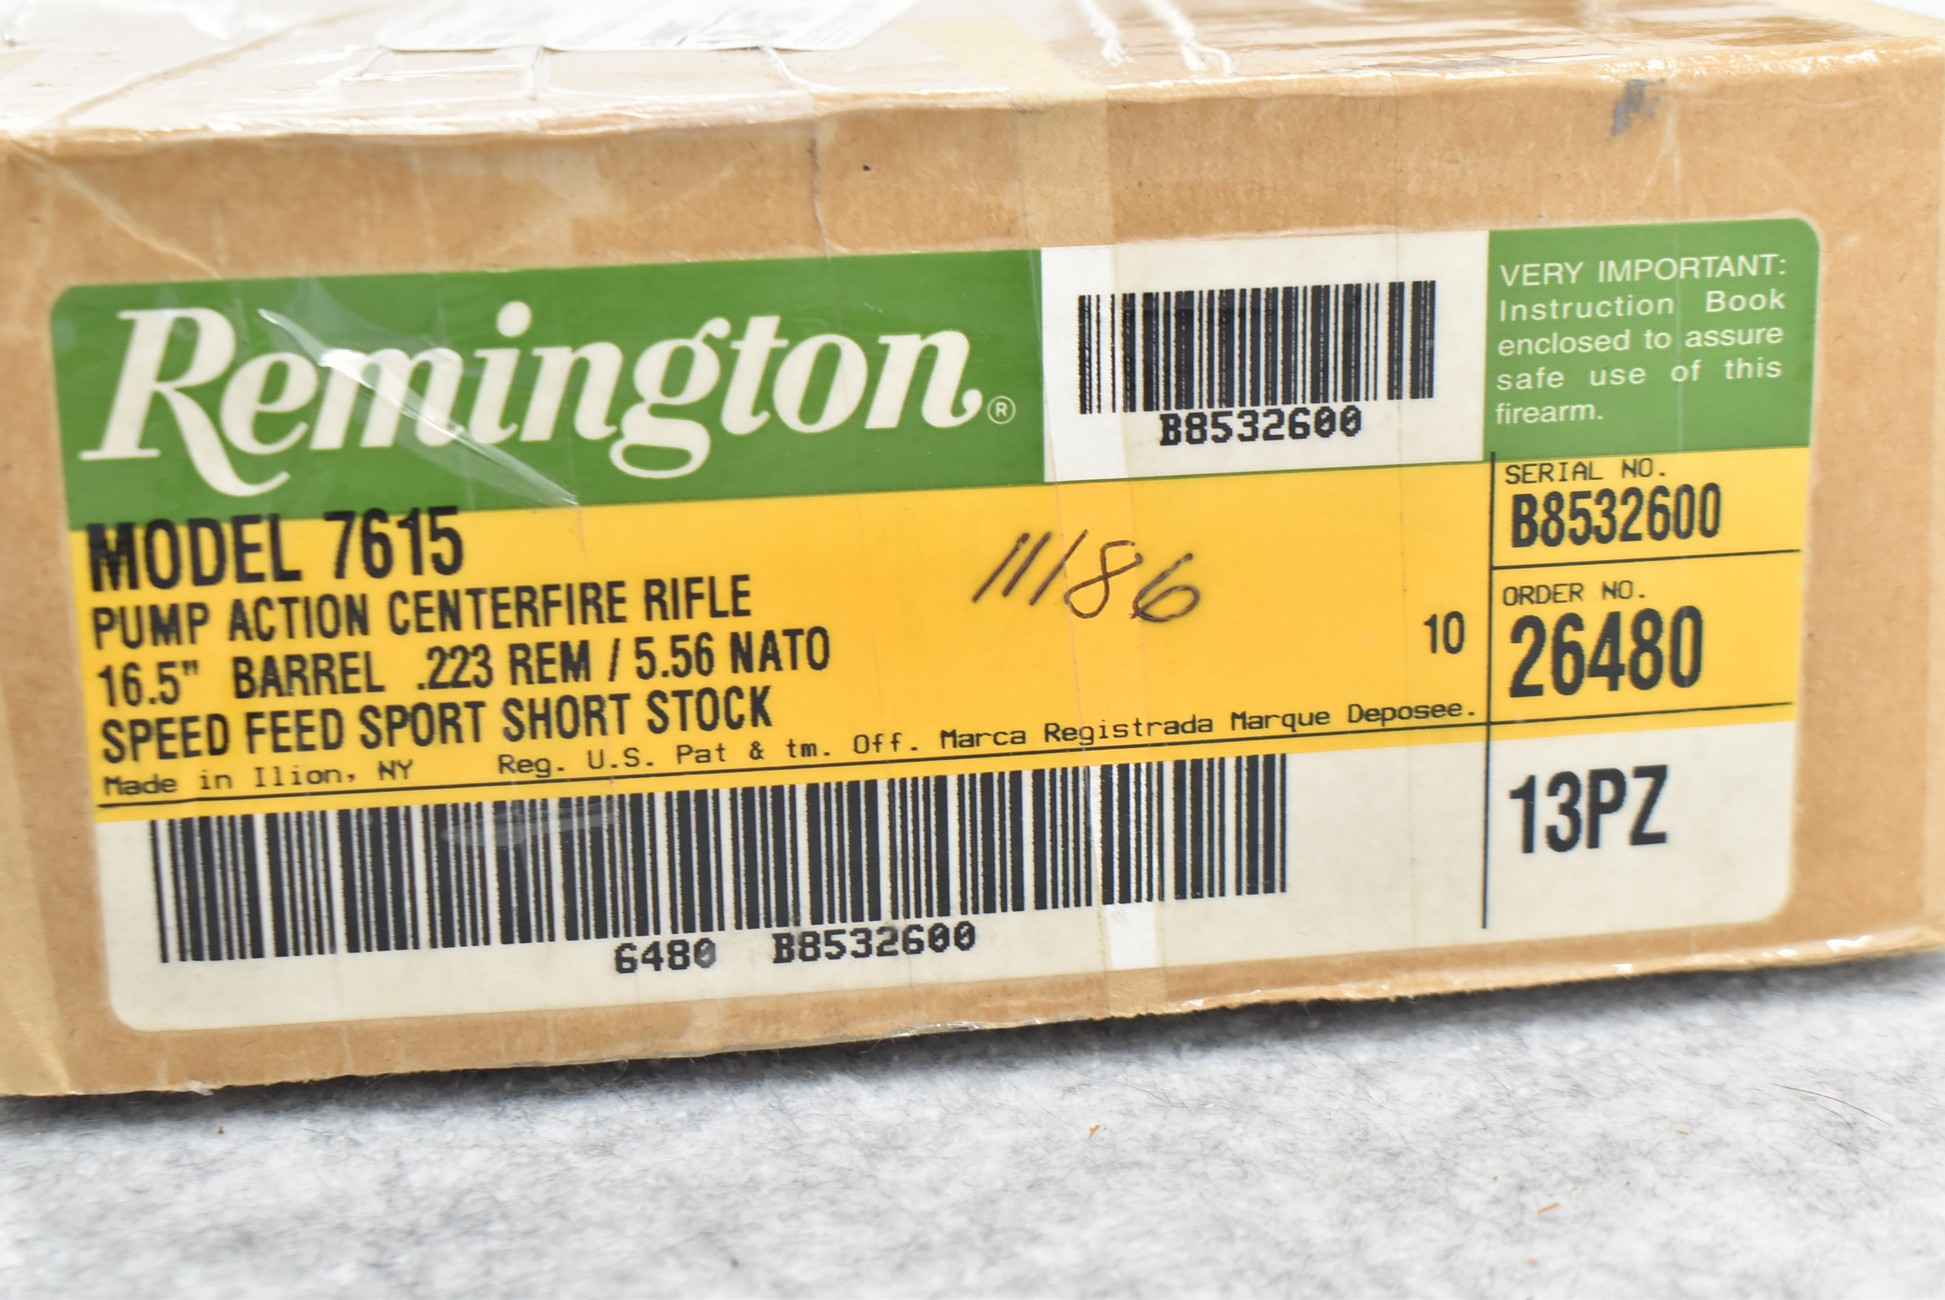 Remington®
B8532600
VERY IMPORTANT:
Instruction Book
enclosed to assure
safe use of this
firearm.
MODEL 7615
PUMP ACTION CENTERFIRE RIFLE
16.5" BARREL .223 REM / 5.56 NATO
SPEED FEED SPORT SHORT STOCK
Made in Ilion, NY Reg. U.S. Pat & tm. Off. Marca Registrada Marque Deposee.
11186
10
SERIAL NO.
B8532600
ORDER NO.
26480
13PZ
6480 B8532600